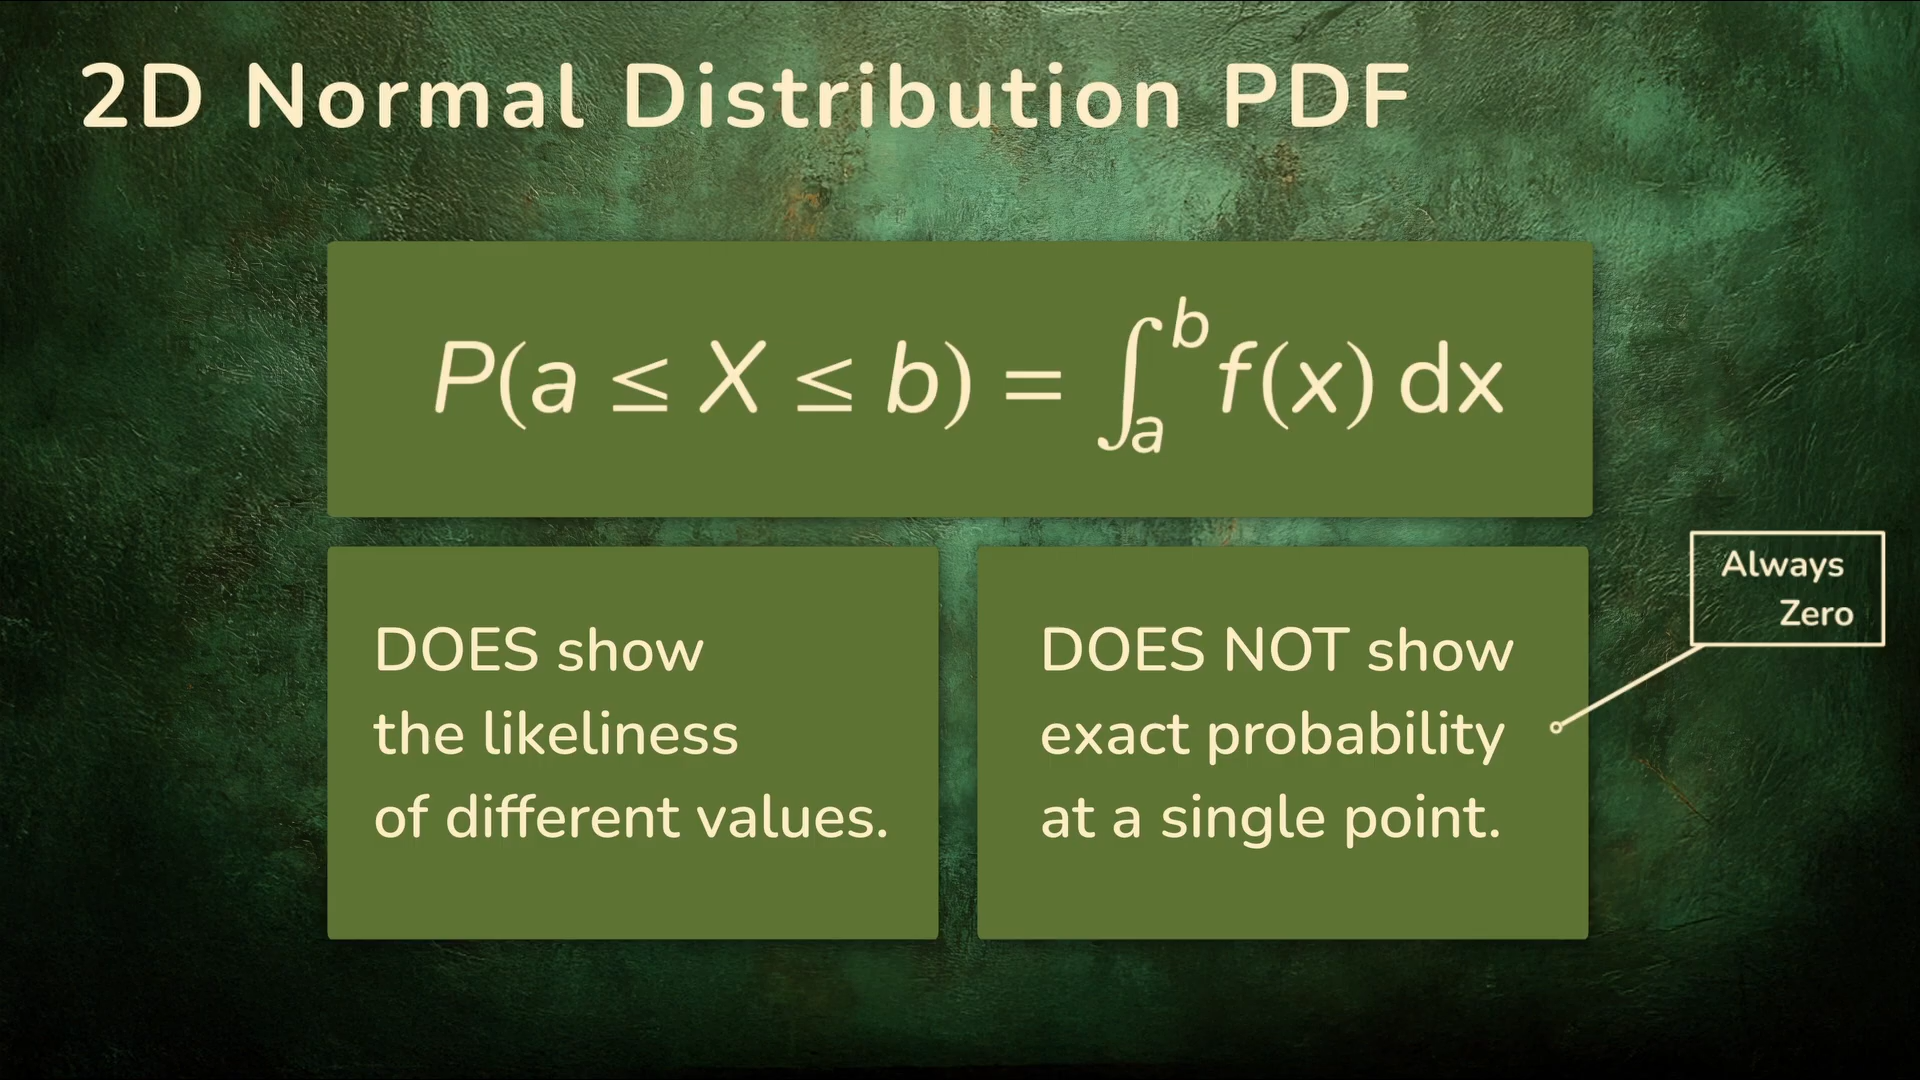 2D Normal Distribution PDF
P(a ≤ X ≤ b) = ∫_a^b f(x) dx
DOES show
the likeliness
of different values.
DOES NOT show
exact probability
at a single point.
Always
Zero